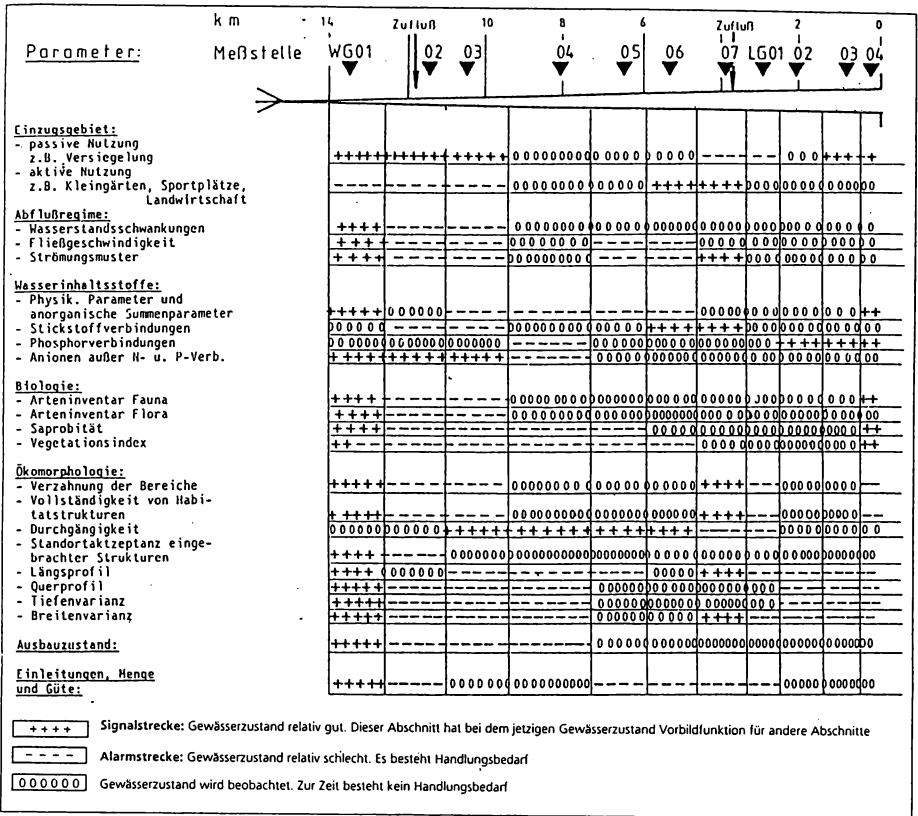 km - 14 Zufluß 10 8 6 Zufluß 2 0
Parameter: Meßstelle WG01 02 03 04 05 06 07 LG01 02 03 04
Einzugsgebiet:
- passive Nutzung
z.B. Versiegelung
- aktive Nutzung
z.B. Kleingärten, Sportplätze,
Landwirtschaft
Abflußregime:
- Wasserstandsschwankungen
- Fließgeschwindigkeit
- Strömungsmuster
Wasserinhaltsstoffe:
- Physik. Parameter und
anorganische Summenparameter
- Stickstoffverbindungen
- Phosphorverbindungen
- Anionen außer N- u. P-Verb.
Biologie:
- Arteninventar Fauna
- Arteninventar Flora
- Saprobität
- Vegetationsindex
Ökomorphologie:
- Verzahnung der Bereiche
- Vollständigkeit von Habi-
tatstrukturen
- Durchgängigkeit
- Standortaktzeptanz einge-
brachter Strukturen
- Längsprofil
- Querprofil
- Tiefenvarianz
- Breitenvarianz
Ausbauzustand:
Einleitungen, Menge
und Güte:
++++ Signalstrecke: Gewässerzustand relativ gut. Dieser Abschnitt hat bei dem jetzigen Gewässerzustand Vorbildfunktion für andere Abschnitte
---- Alarmstrecke: Gewässerzustand relativ schlecht. Es besteht Handlungsbedarf
000000 Gewässerzustand wird beobachtet. Zur Zeit besteht kein Handlungsbedarf